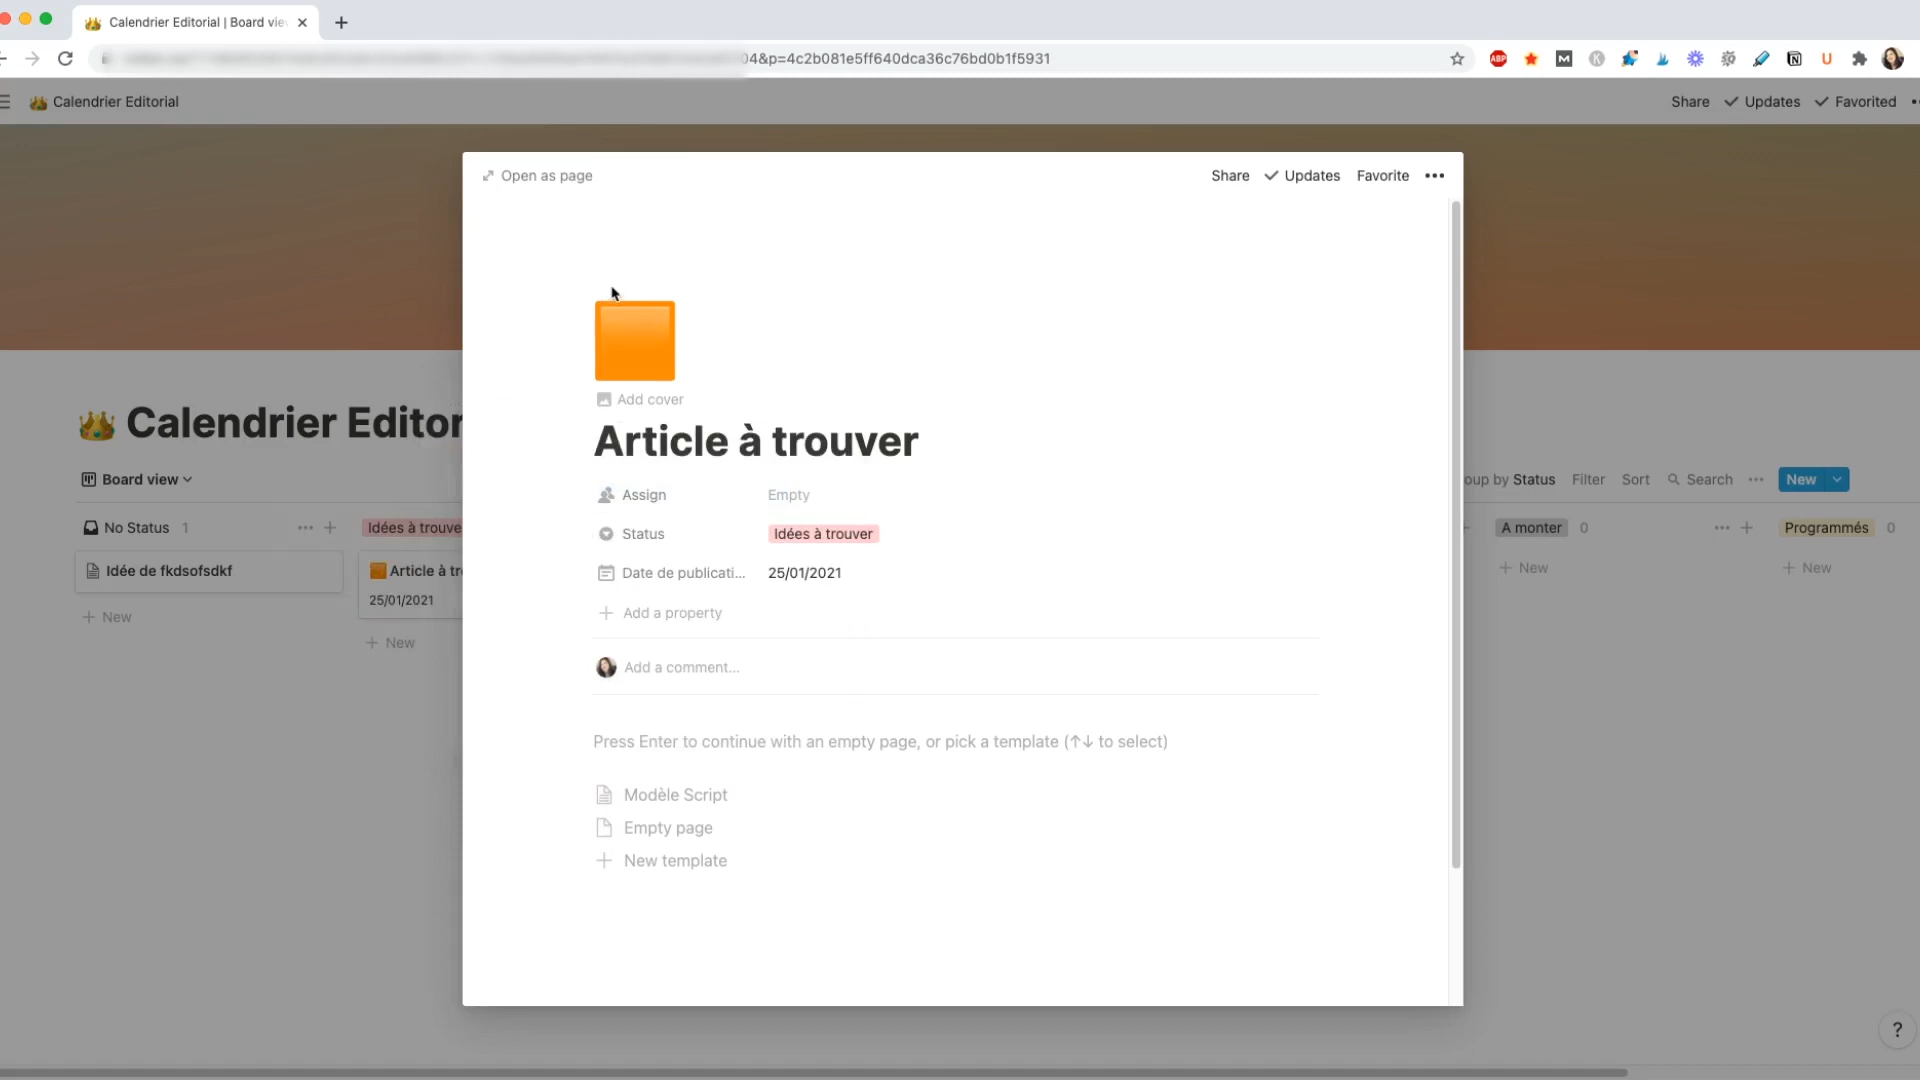 Calendrier Editorial | Board vie
04&p=4c2b081e5ff640dca36c76bd0b1f5931
ABP
M
K
N
U
Calendrier Editorial
Share
Updates
Favorited
Open as page
Share
Updates
Favorite
Add cover
Article à trouver
Calendrier Editor
Assign
Empty
Board view
oup by Status
Filter
Sort
Search
New
No Status 1
Idées à trouve
Status
Idées à trouver
A monter 0
Programmés 0
Idée de fkdsofsdkf
Article à tr
Date de publicati...
25/01/2021
New
New
25/01/2021
Add a property
New
New
Add a comment...
Press Enter to continue with an empty page, or pick a template (↑↓ to select)
Modèle Script
Empty page
New template
?